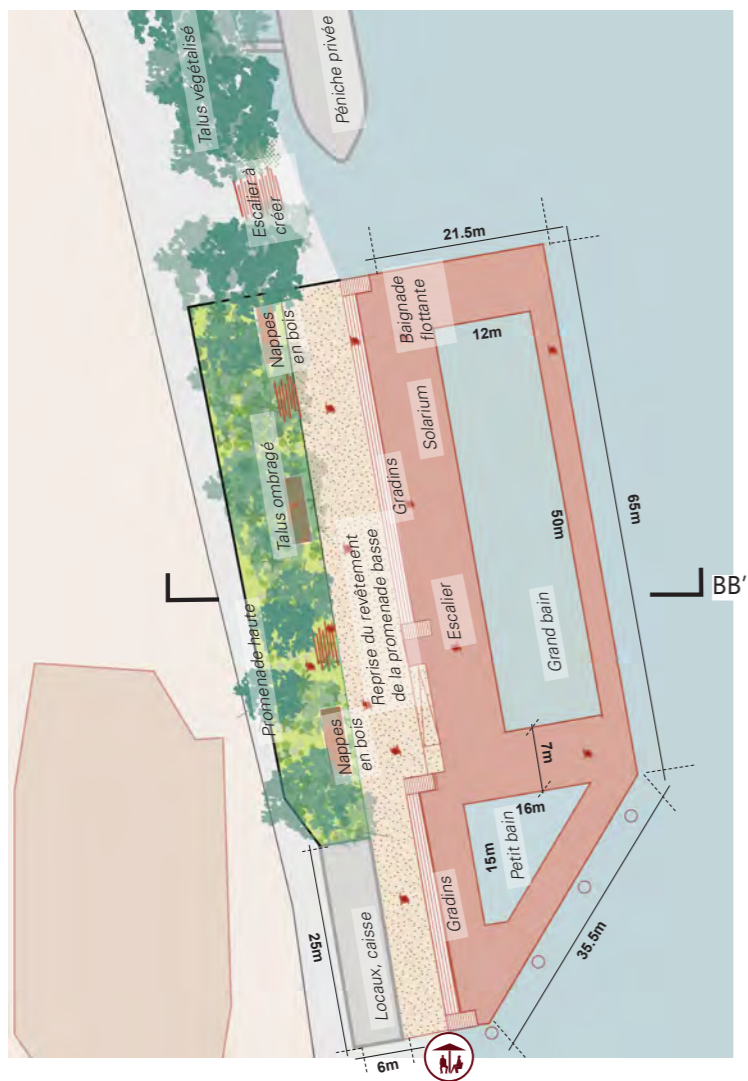 Talus végétalisé
Péniche privée
Escalier à
créer
21.5m
Nappes
en bois
Baignade
flottante
12m
Solarium
Talus ombragé
Gradins
50m
65m
BB'
Promenade haute
Reprise du revêtement
de la promenade basse
Escalier
Grand bain
Nappes
en bois
7m
16m
15m
Petit bain
Gradins
25m
Locaux, caisse
35.5m
6m